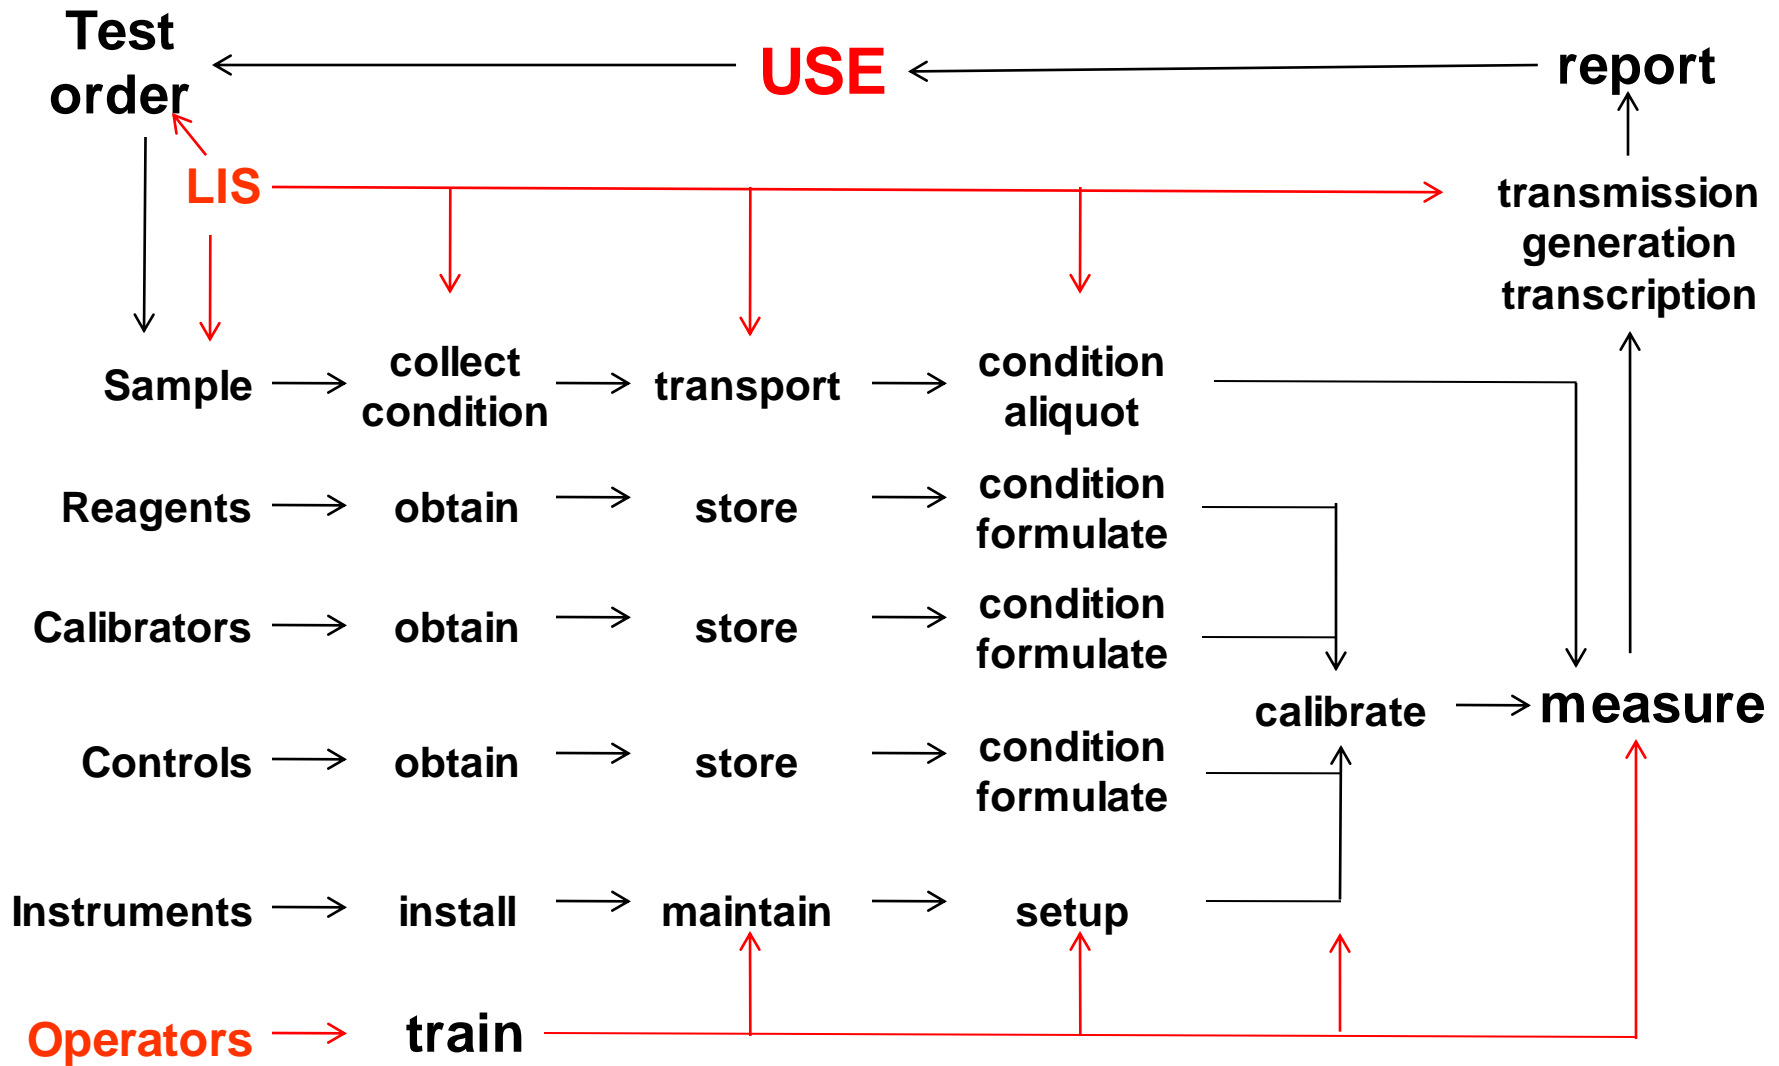 Test
order
USE
report
LIS
transmission
generation
transcription
Sample
collect
condition
transport
condition
aliquot
Reagents
obtain
store
condition
formulate
Calibrators
obtain
store
condition
formulate
calibrate
measure
Controls
obtain
store
condition
formulate
Instruments
install
maintain
setup
Operators
train